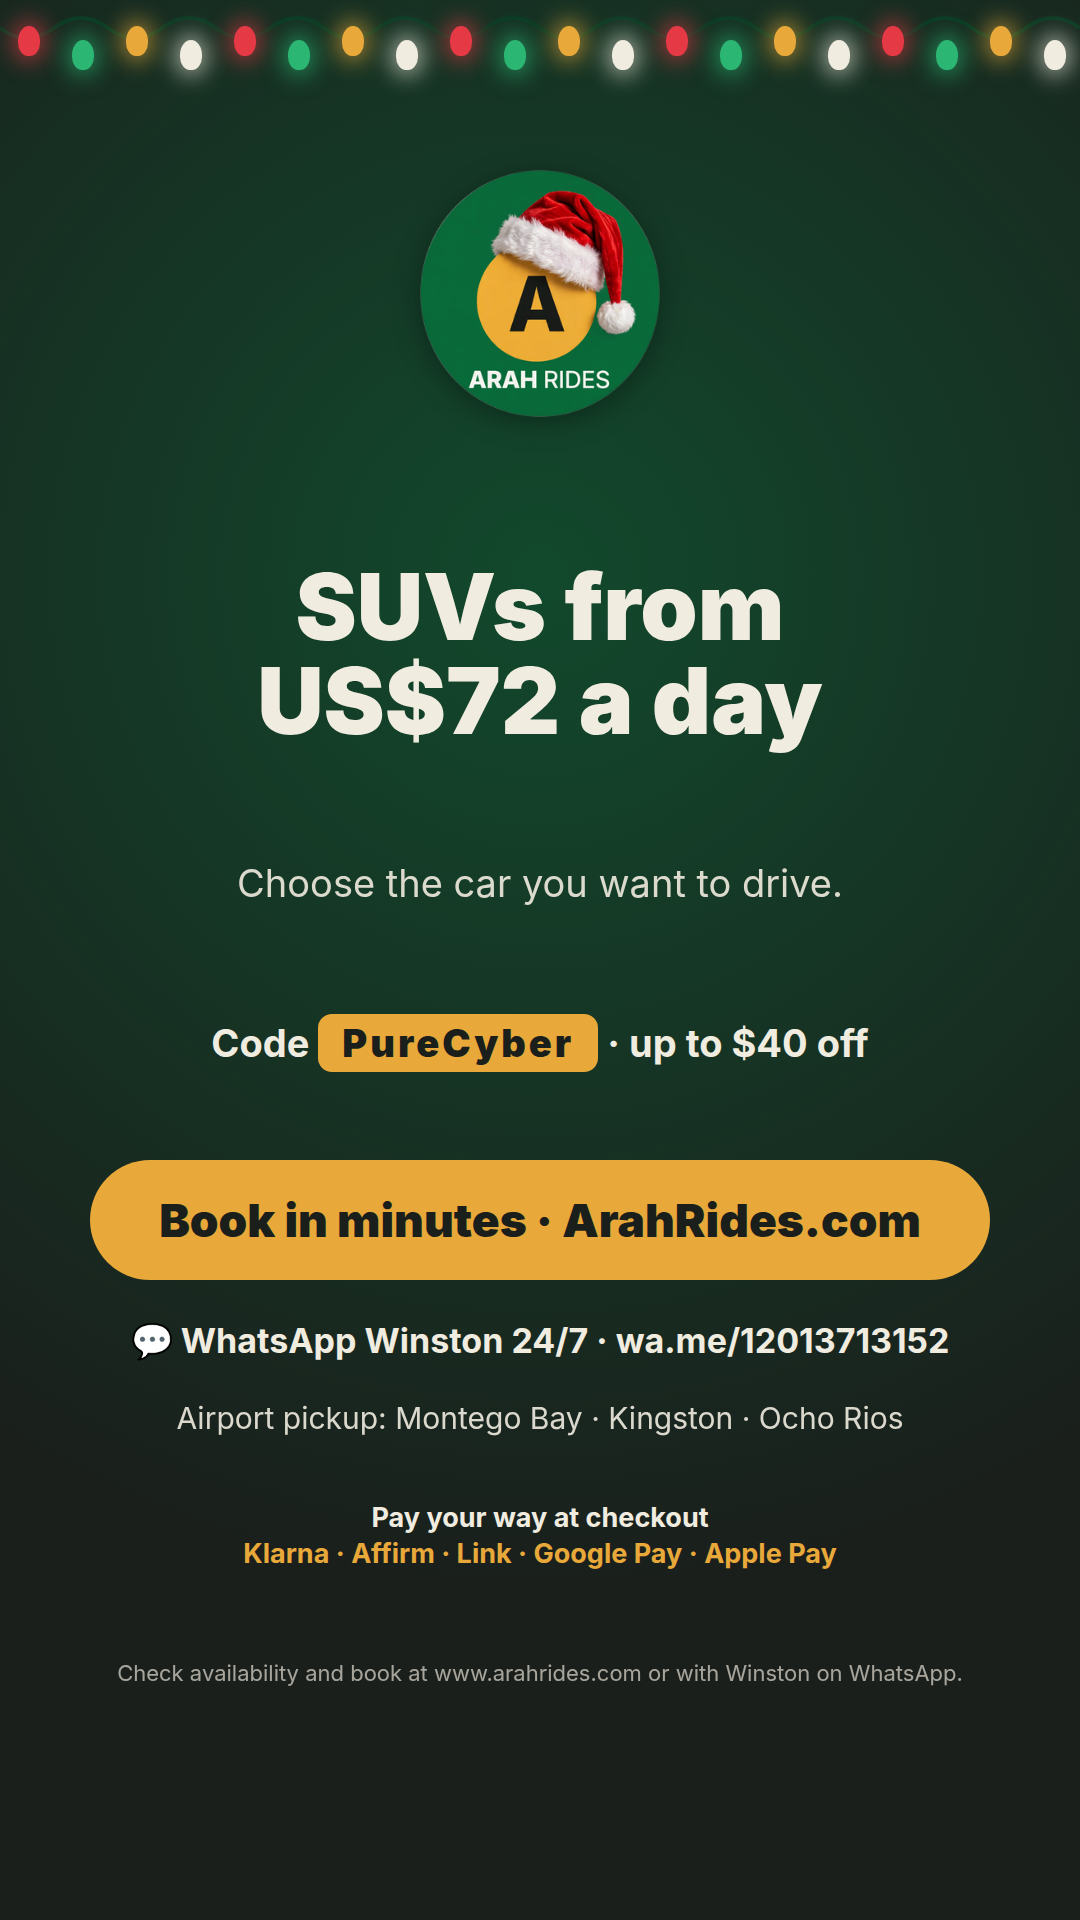 A
ARAH RIDES
SUVs from
US$72 a day
Choose the car you want to drive.
Code PureCyber · up to $40 off
Book in minutes · ArahRides.com
💬 WhatsApp Winston 24/7 · wa.me/12013713152
Airport pickup: Montego Bay · Kingston · Ocho Rios
Pay your way at checkout
Klarna · Affirm · Link · Google Pay · Apple Pay
Check availability and book at www.arahrides.com or with Winston on WhatsApp.